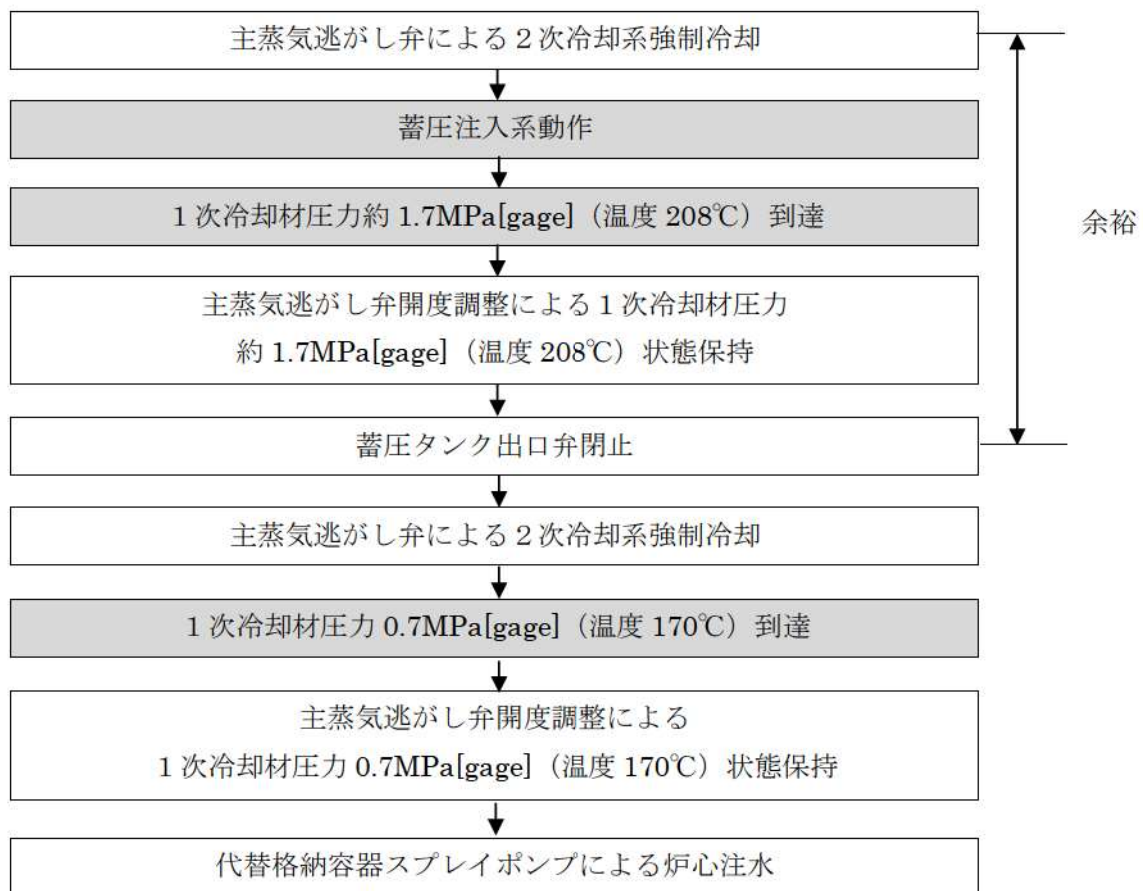 主蒸気逃がし弁による２次冷却系強制冷却
蓄圧注入系動作
１次冷却材圧力約 1.7MPa[gage]（温度 208℃）到達
余裕
主蒸気逃がし弁開度調整による１次冷却材圧力
約 1.7MPa[gage]（温度 208℃）状態保持
蓄圧タンク出口弁閉止
主蒸気逃がし弁による２次冷却系強制冷却
１次冷却材圧力 0.7MPa[gage]（温度 170℃）到達
主蒸気逃がし弁開度調整による
１次冷却材圧力 0.7MPa[gage]（温度 170℃）状態保持
代替格納容器スプレイポンプによる炉心注水